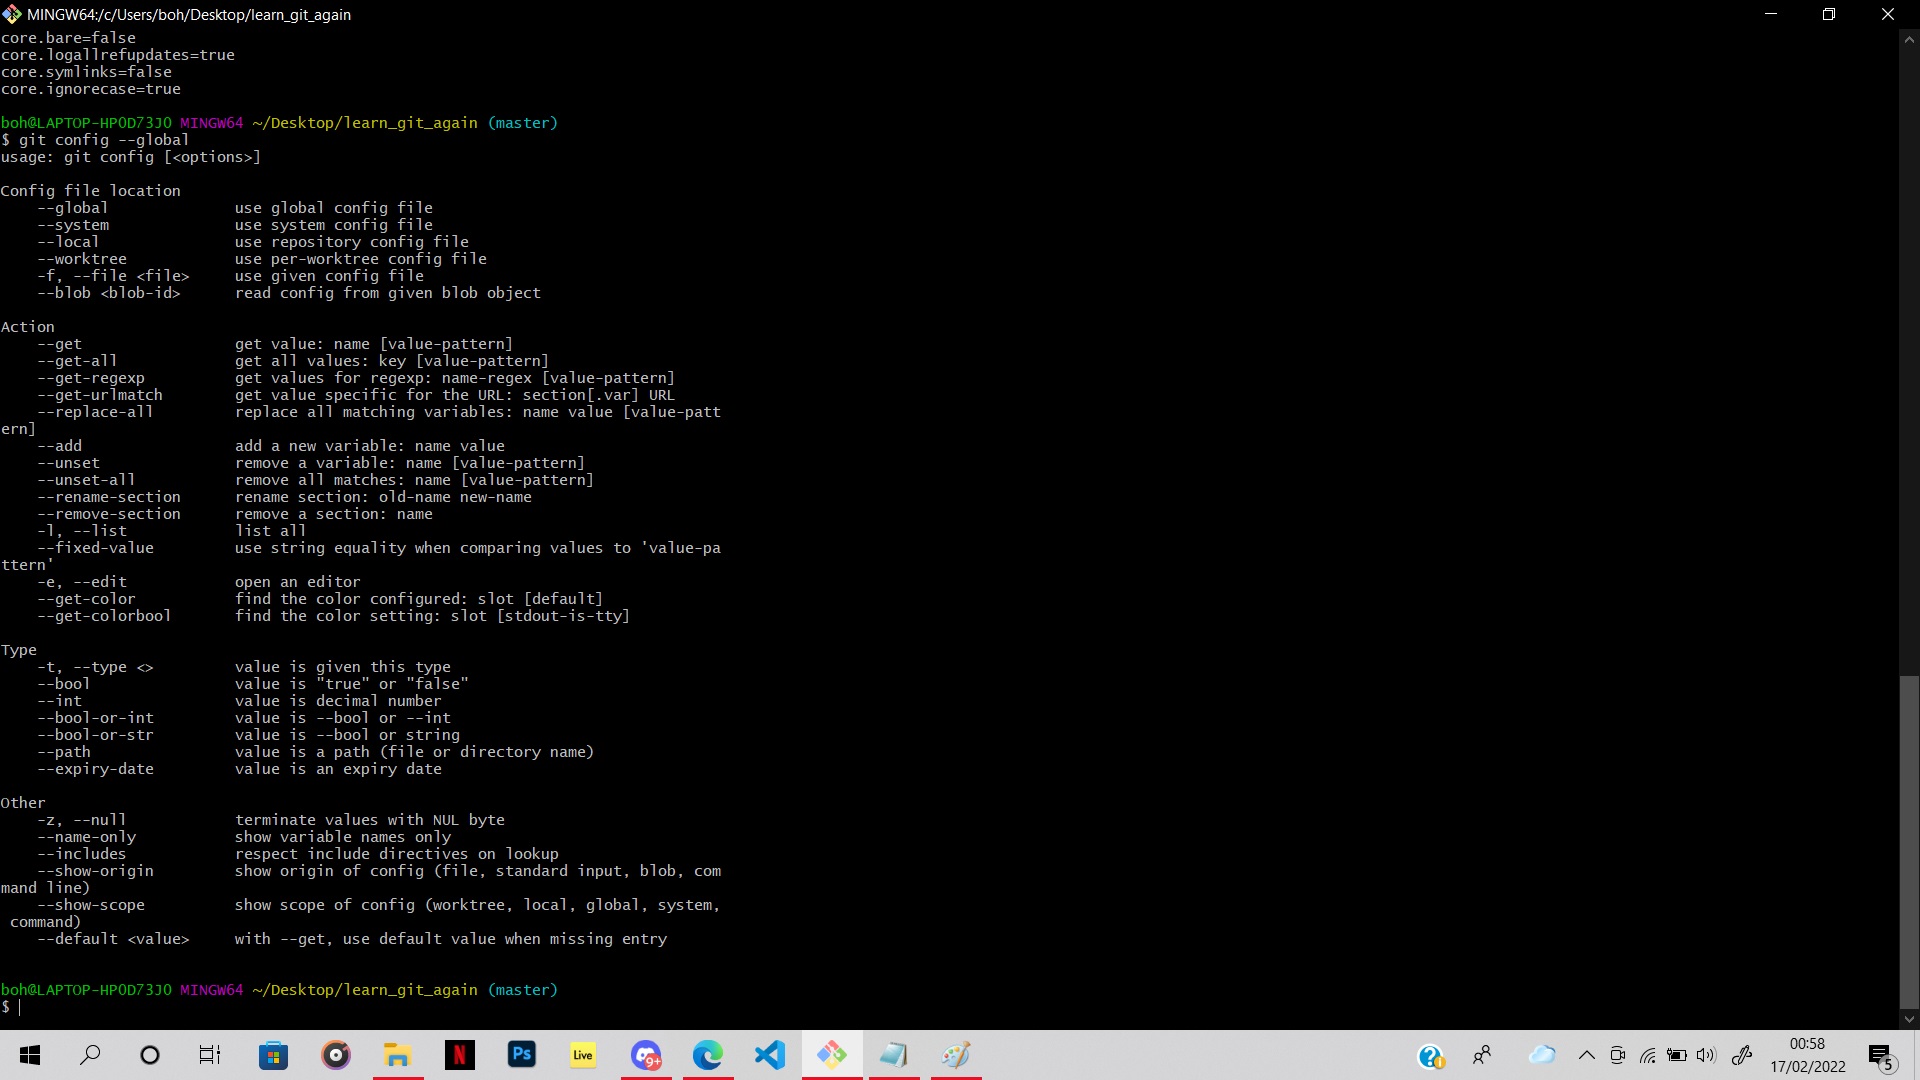 MINGW64:/c/Users/boh/Desktop/learn_git_again
core.bare=false
core.logallrefupdates=true
core.symlinks=false
core.ignorecase=true
boh@LAPTOP-HP0D73J0 MINGW64 ~/Desktop/learn_git_again (master)
$ git config --global
usage: git config [<options>]
Config file location
    --global              use global config file
    --system              use system config file
    --local               use repository config file
    --worktree            use per-worktree config file
    -f, --file <file>     use given config file
    --blob <blob-id>      read config from given blob object
Action
    --get                 get value: name [value-pattern]
    --get-all             get all values: key [value-pattern]
    --get-regexp          get values for regexp: name-regex [value-pattern]
    --get-urlmatch        get value specific for the URL: section[.var] URL
    --replace-all         replace all matching variables: name value [value-patt
ern]
    --add                 add a new variable: name value
    --unset               remove a variable: name [value-pattern]
    --unset-all           remove all matches: name [value-pattern]
    --rename-section      rename section: old-name new-name
    --remove-section      remove a section: name
    -l, --list            list all
    --fixed-value         use string equality when comparing values to 'value-pa
ttern'
    -e, --edit            open an editor
    --get-color           find the color configured: slot [default]
    --get-colorbool       find the color setting: slot [stdout-is-tty]
Type
    -t, --type <>         value is given this type
    --bool                value is "true" or "false"
    --int                 value is decimal number
    --bool-or-int         value is --bool or --int
    --bool-or-str         value is --bool or string
    --path                value is a path (file or directory name)
    --expiry-date         value is an expiry date
Other
    -z, --null            terminate values with NUL byte
    --name-only           show variable names only
    --includes            respect include directives on lookup
    --show-origin         show origin of config (file, standard input, blob, com
mand line)
    --show-scope          show scope of config (worktree, local, global, system,
 command)
    --default <value>     with --get, use default value when missing entry
boh@LAPTOP-HP0D73J0 MINGW64 ~/Desktop/learn_git_again (master)
$
N Ps Live 9+ ?
00:58
17/02/2022
5